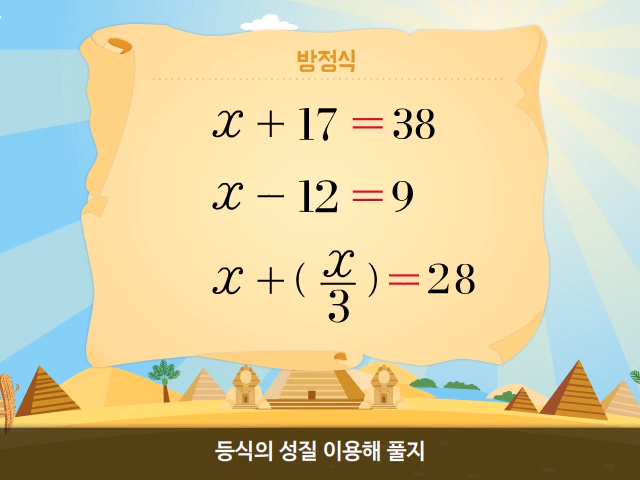 방정식
x + 17 = 38
x − 12 = 9
x + ( x/3 ) = 28
등식의 성질 이용해 풀지